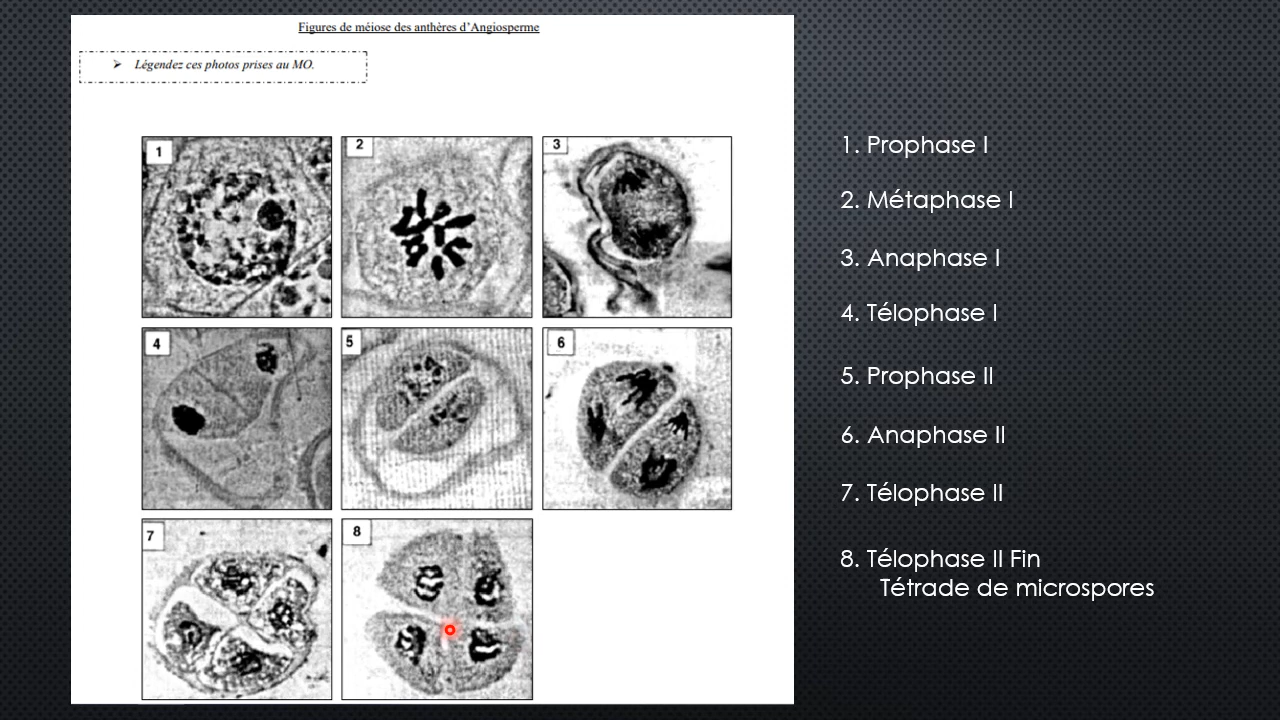 Figures de méiose des anthères d'Angiosperme
➢ Légendez ces photos prises au MO.
1
2
3
4
5
6
7
8
1. Prophase I
2. Métaphase I
3. Anaphase I
4. Télophase I
5. Prophase II
6. Anaphase II
7. Télophase II
8. Télophase II Fin
Tétrade de microspores